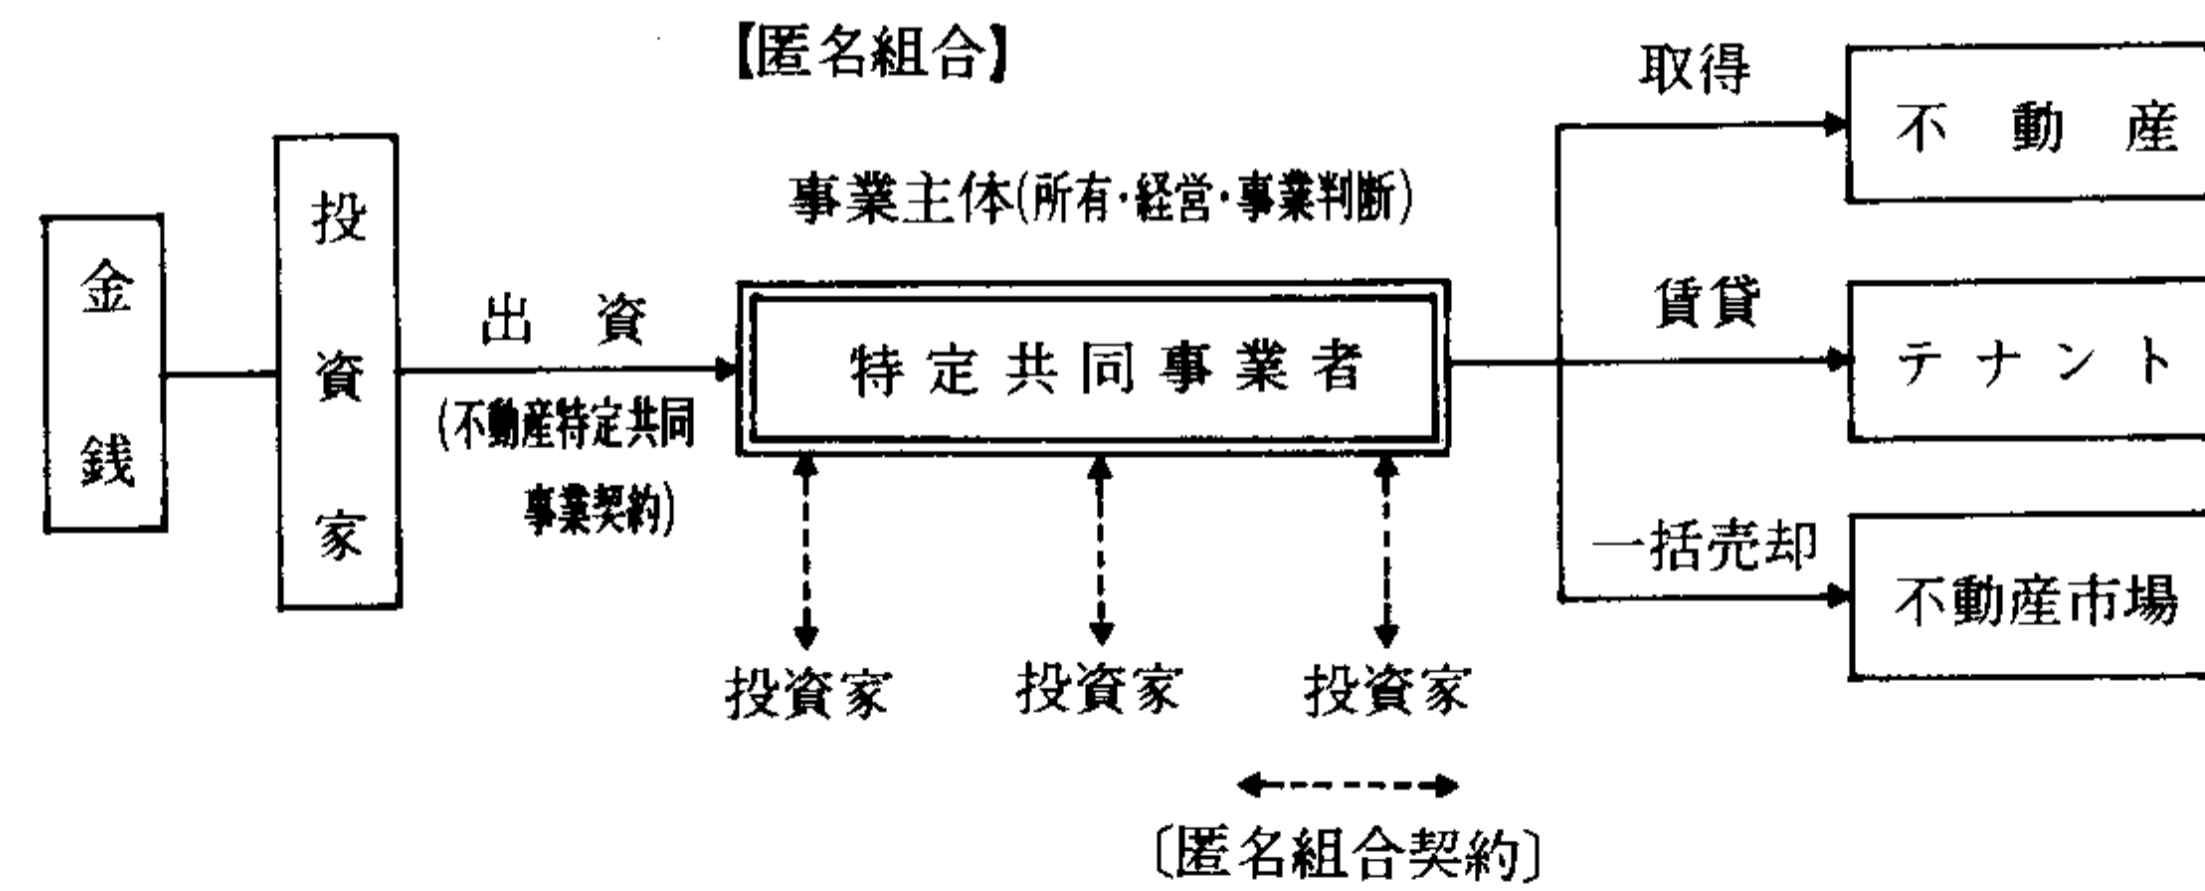 【匿名組合】
金銭
投資家
出資
(不動産特定共同
事業契約)
事業主体(所有・経営・事業判断)
特定共同事業者
投資家
投資家
投資家
〔匿名組合契約〕
取得
不動産
賃貸
テナント
一括売却
不動産市場